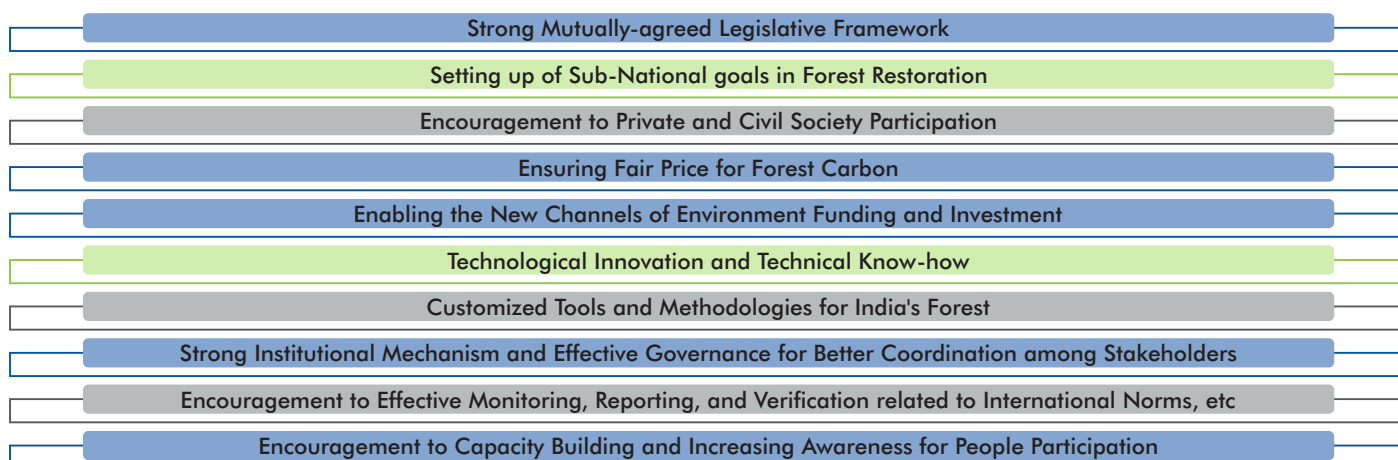 Strong Mutually-agreed Legislative Framework
Setting up of Sub-National goals in Forest Restoration
Encouragement to Private and Civil Society Participation
Ensuring Fair Price for Forest Carbon
Enabling the New Channels of Environment Funding and Investment
Technological Innovation and Technical Know-how
Customized Tools and Methodologies for India's Forest
Strong Institutional Mechanism and Effective Governance for Better Coordination among Stakeholders
Encouragement to Effective Monitoring, Reporting, and Verification related to International Norms, etc
Encouragement to Capacity Building and Increasing Awareness for People Participation